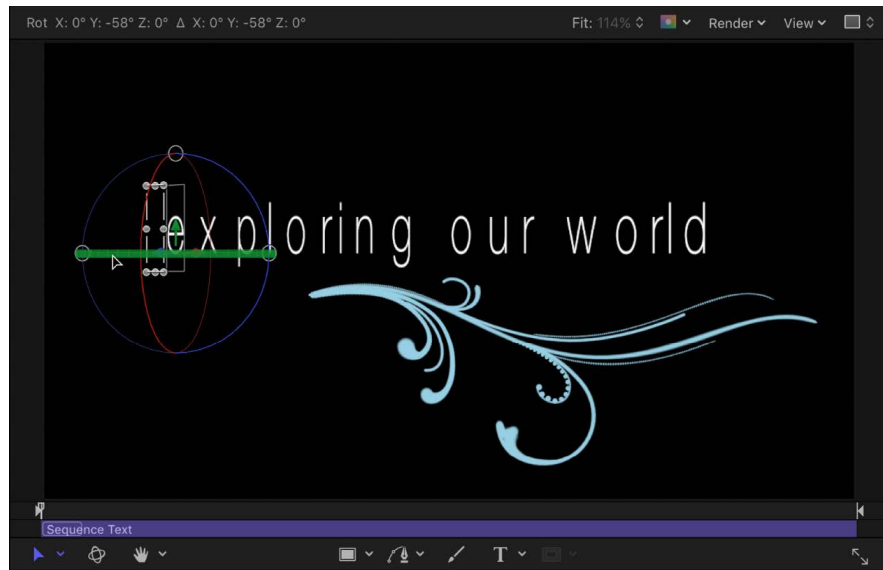 Rot X: 0° Y: -58° Z: 0° Δ X: 0° Y: -58° Z: 0° Fit: 114% Render View
exploring our world
Sequence Text
T